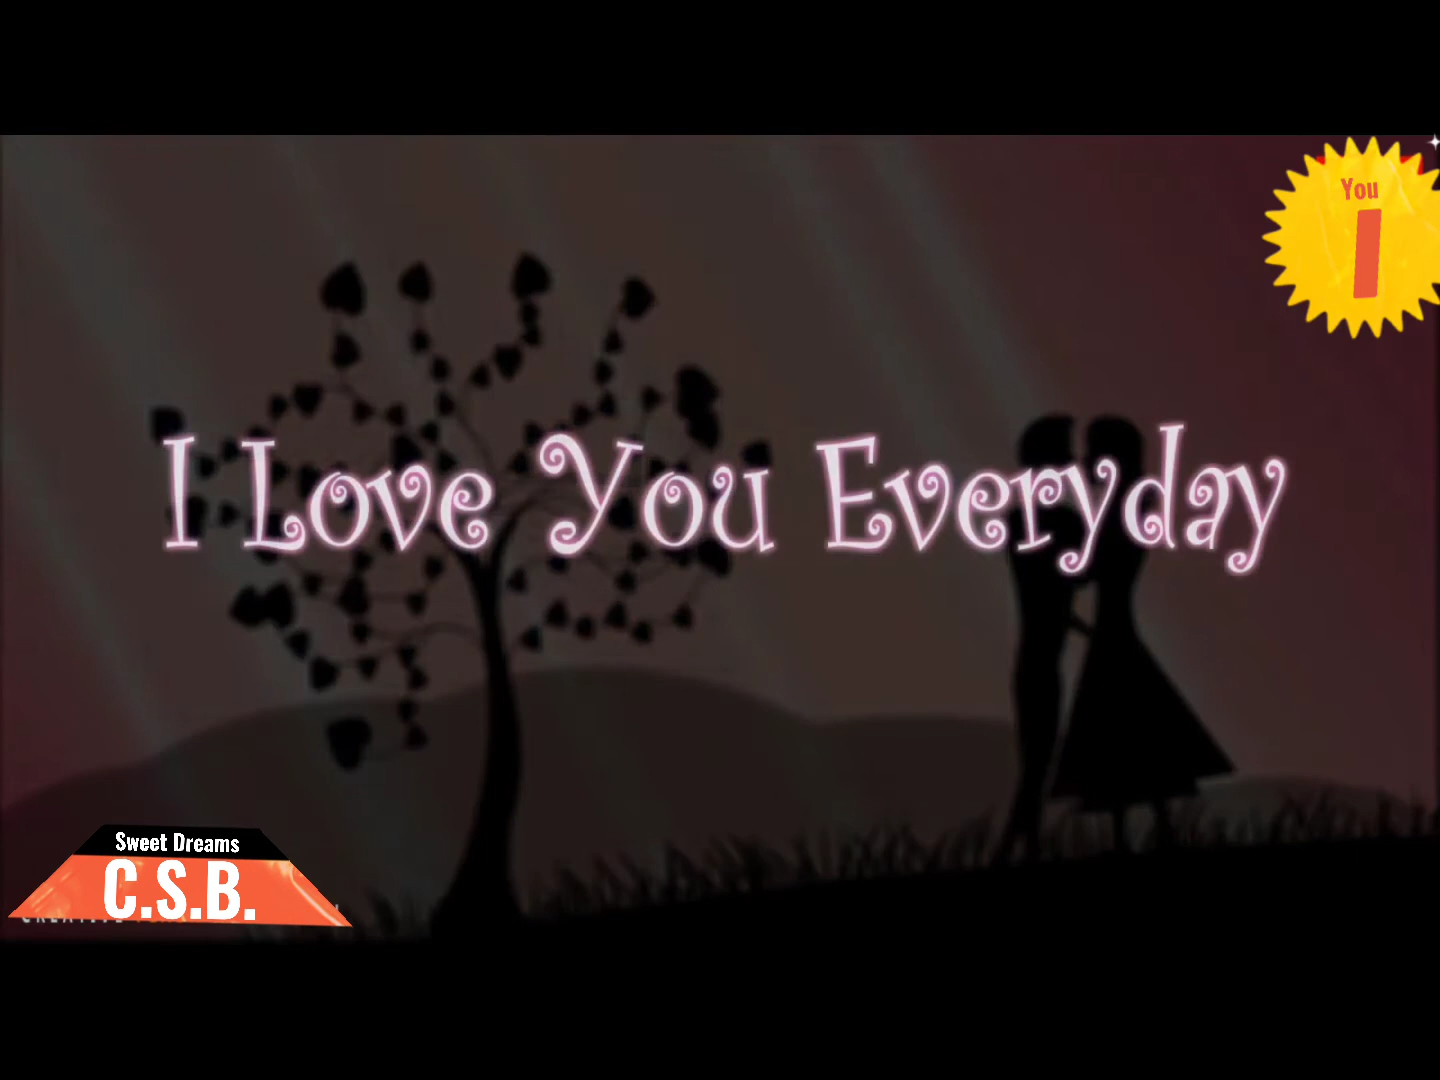 You
I
I Love You Everyday
Sweet Dreams
C.S.B.